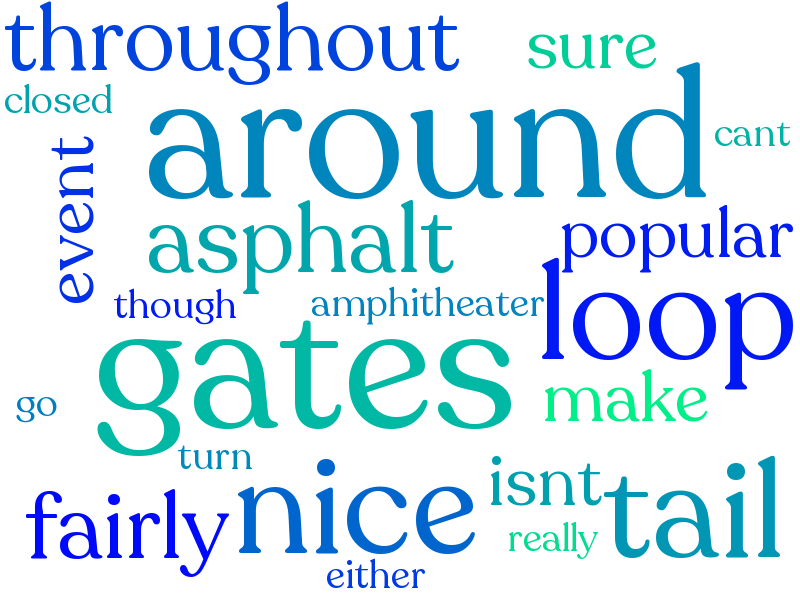 throughout
sure
closed
around
cant
event
asphalt
popular
though
amphitheater
loop
gates
go
make
turn
fairly
nice
isnt
tail
really
either